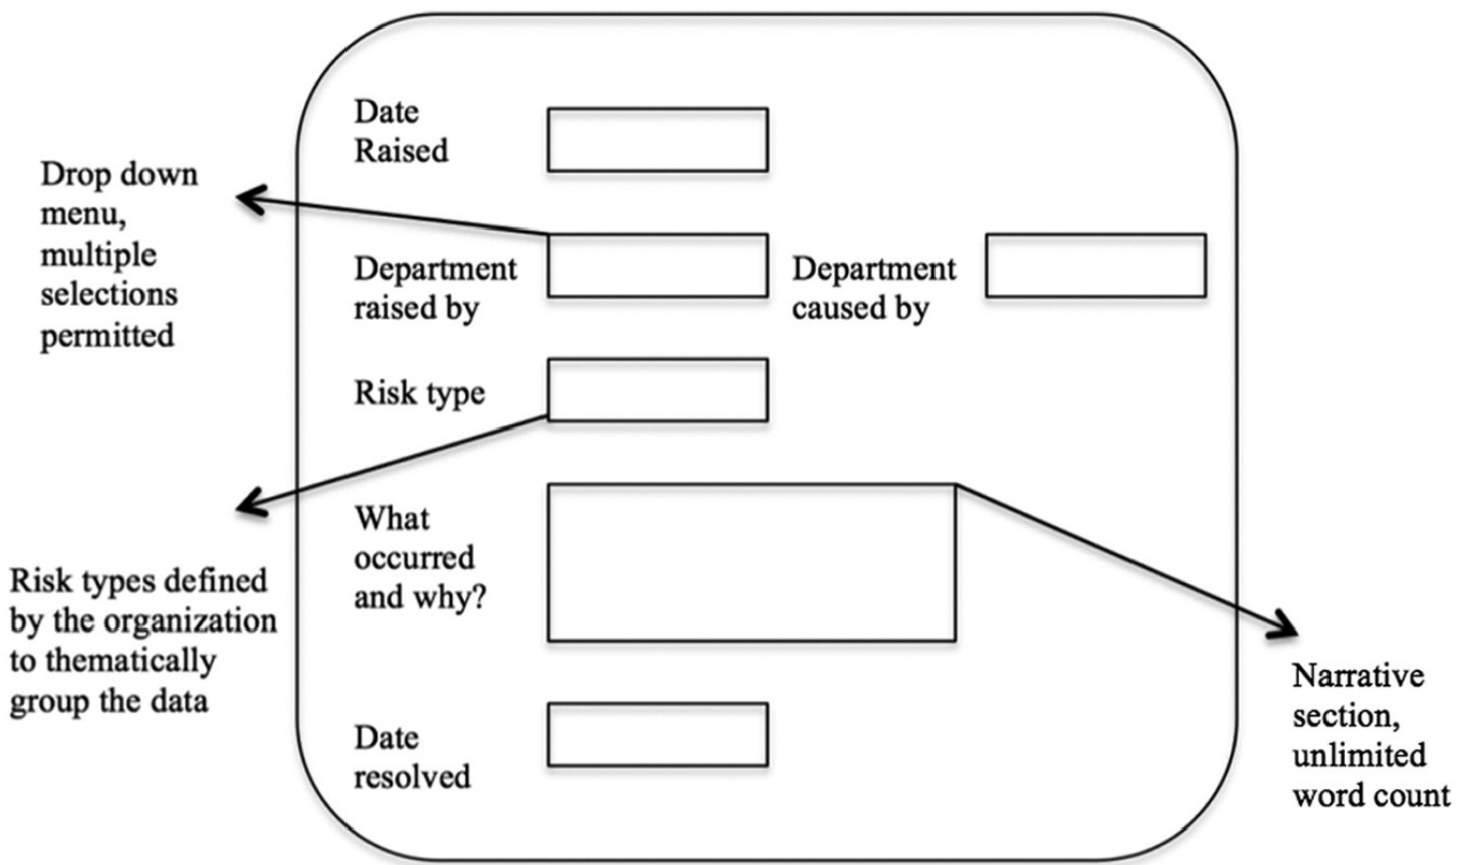 Date
Raised
Drop down
menu,
multiple
selections
permitted
Department
raised by
Department
caused by
Risk type
What
occurred
and why?
Risk types defined
by the organization
to thematically
group the data
Narrative
section,
unlimited
word count
Date
resolved